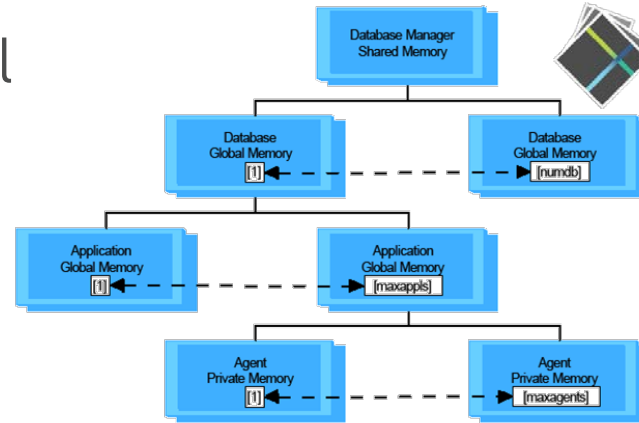 l
Database Manager
Shared Memory
Database
Global Memory
[1]
Database
Global Memory
[numdb]
Application
Global Memory
[1]
Application
Global Memory
[maxappls]
Agent
Private Memory
[1]
Agent
Private Memory
[maxagents]